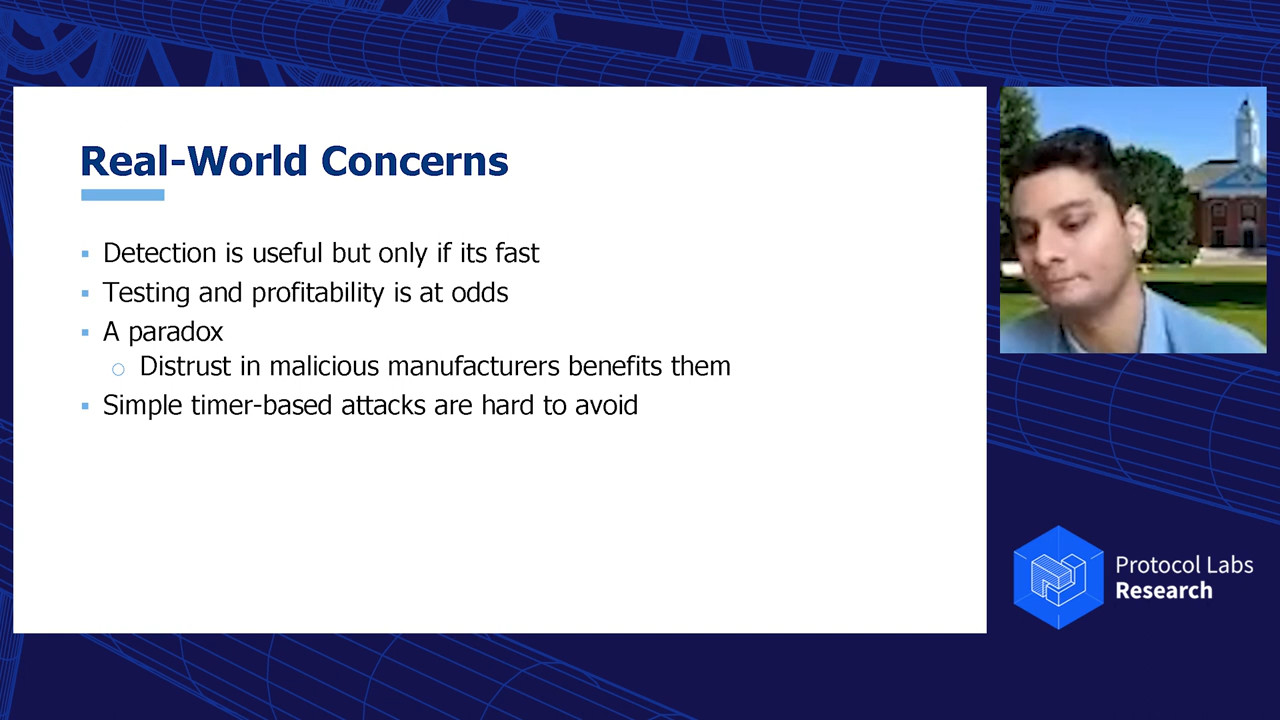 Real-World Concerns
Detection is useful but only if its fast
Testing and profitability is at odds
A paradox
Distrust in malicious manufacturers benefits them
Simple timer-based attacks are hard to avoid
Protocol Labs
Research